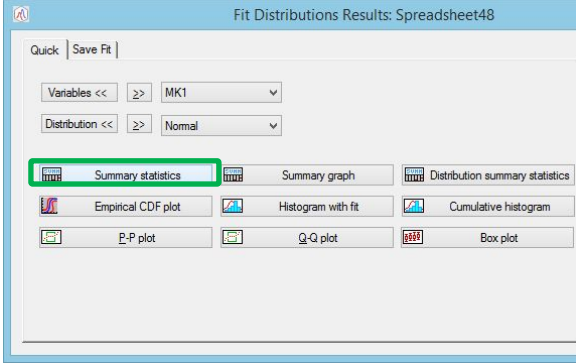 Fit Distributions Results: Spreadsheet48
Quick Save Fit
Variables << >> MK1
Distribution << >> Normal
Summary statistics Summary graph Distribution summary statistics
Empirical CDF plot Histogram with fit Cumulative histogram
P-P plot Q-Q plot Box plot